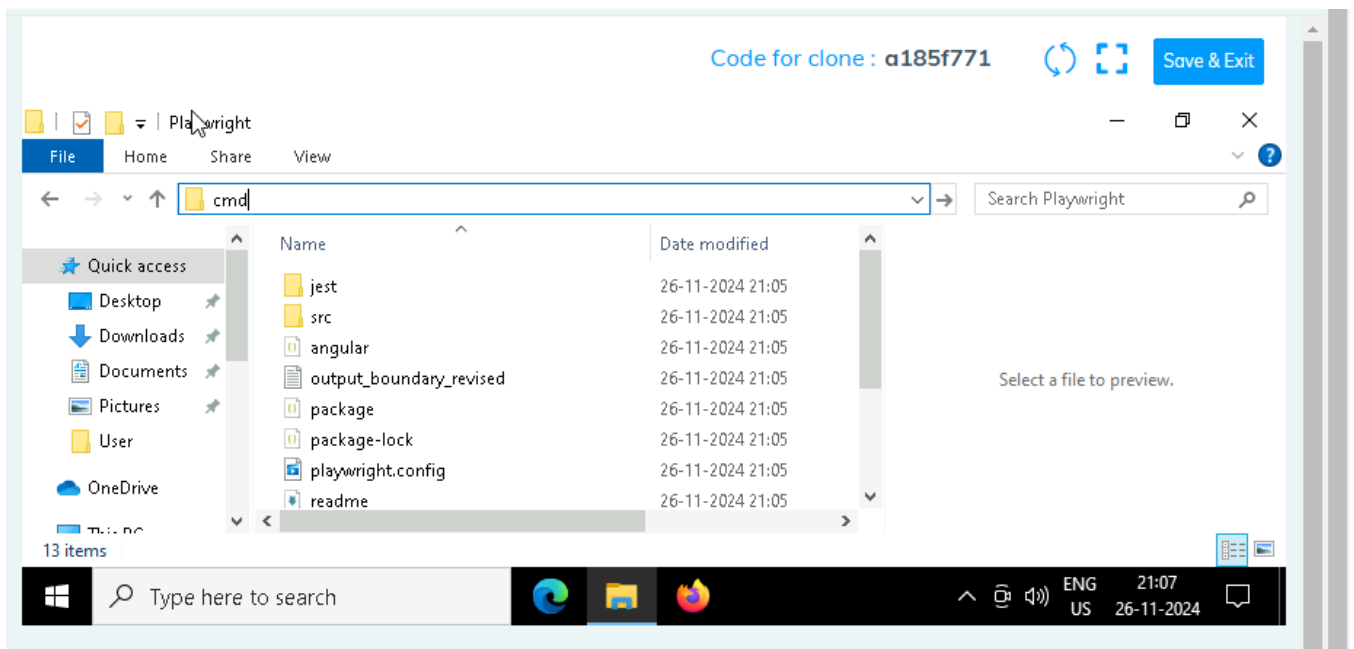 Code for clone : a185f771
Save & Exit
Playwright
File Home Share View
cmd
Search Playwright
Name Date modified
Quick access
Desktop
Downloads
Documents
Pictures
User
OneDrive
This PC
jest 26-11-2024 21:05
src 26-11-2024 21:05
angular 26-11-2024 21:05
output_boundary_revised 26-11-2024 21:05
package 26-11-2024 21:05
package-lock 26-11-2024 21:05
playwright.config 26-11-2024 21:05
readme 26-11-2024 21:05
Select a file to preview.
13 items
Type here to search
ENG
US
21:07
26-11-2024